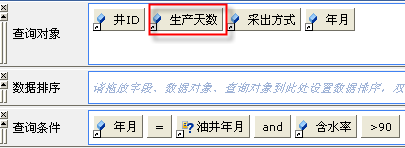 查询对象 井ID 生产天数 采出方式 年月
数据排序 请拖放字段、数据对象、查询对象到此处设置数据排序，双
查询条件 年月 = 油井年月 and 含水率 >90